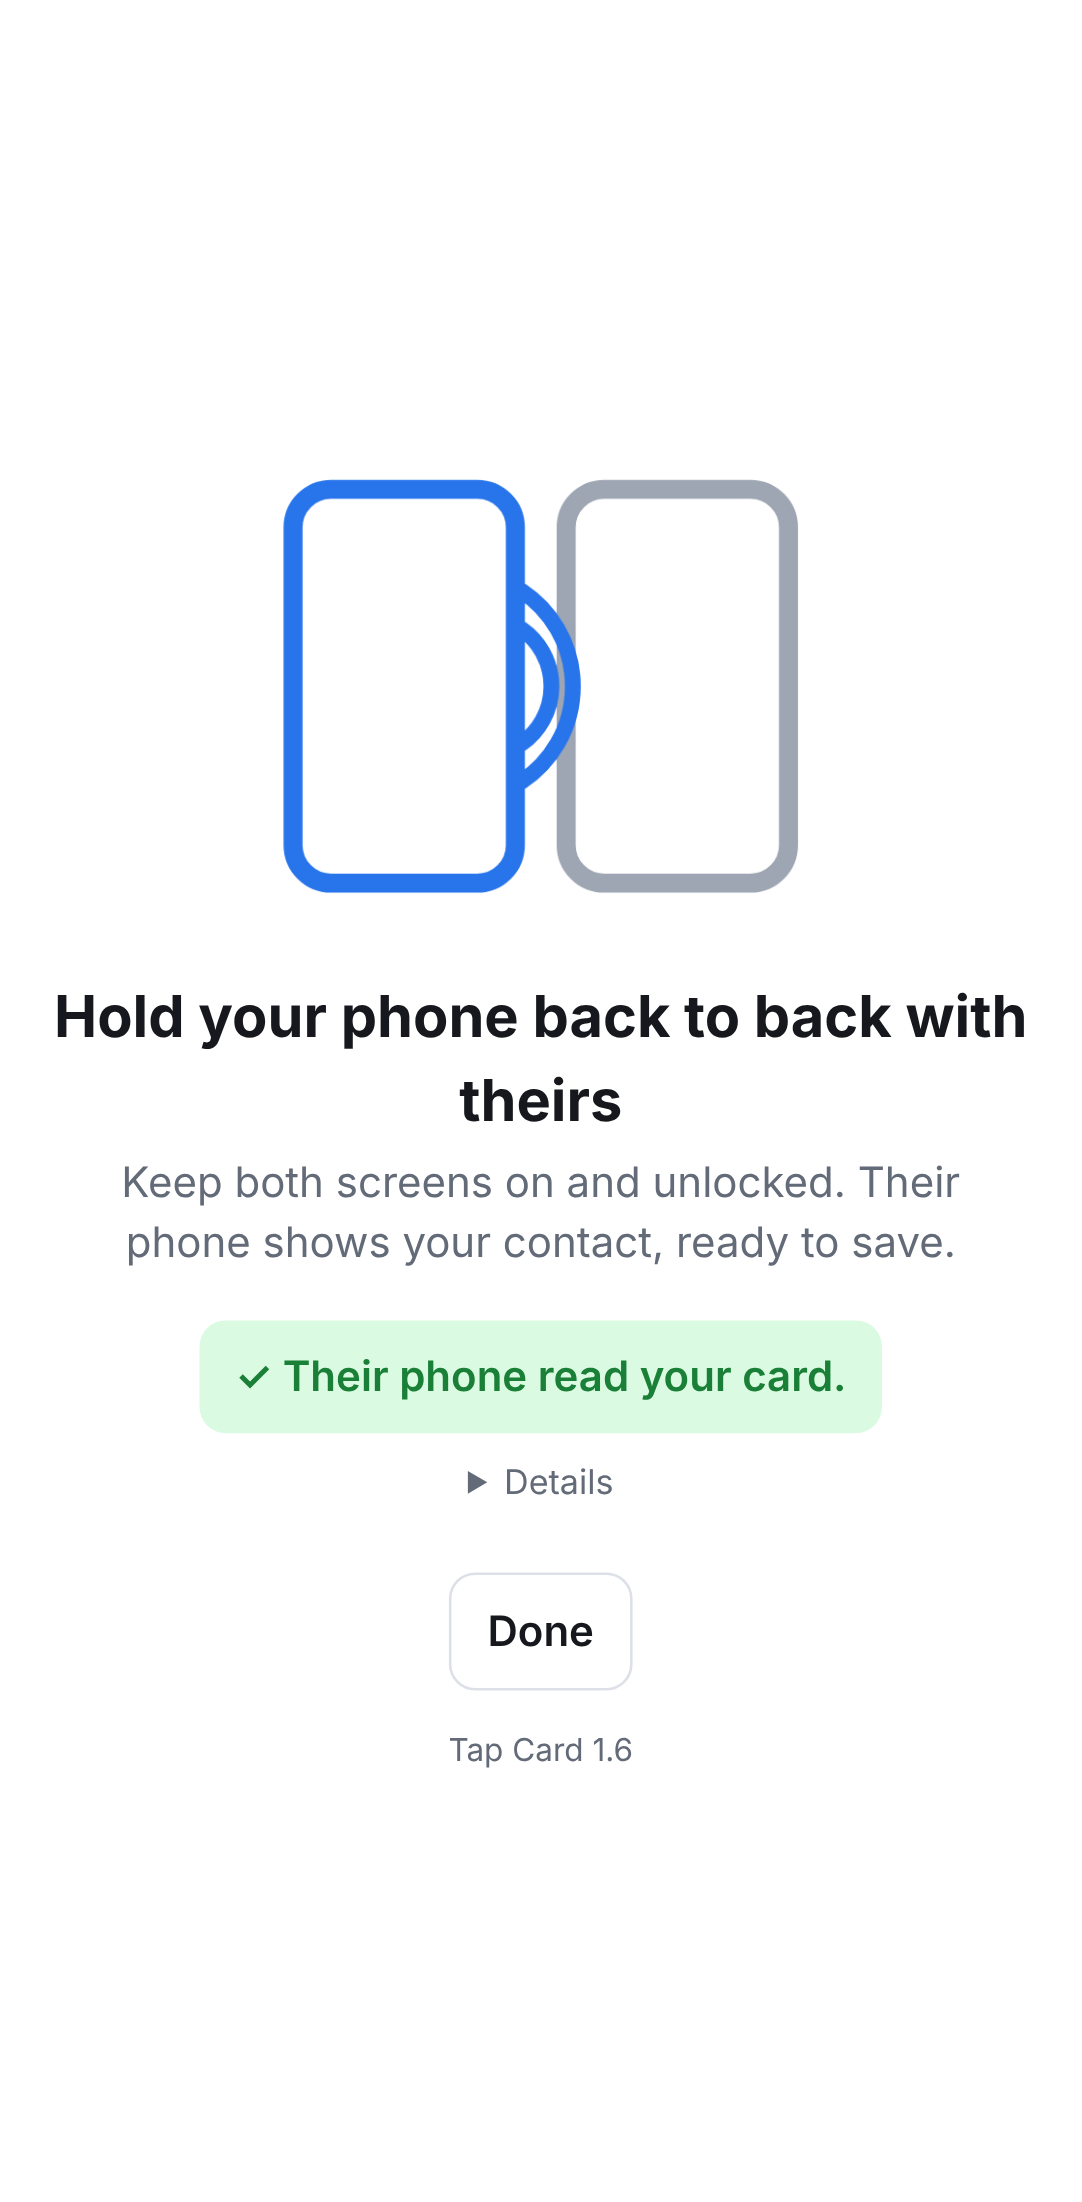 Hold your phone back to back with
theirs
Keep both screens on and unlocked. Their
phone shows your contact, ready to save.
✓ Their phone read your card.
▶ Details
Done
Tap Card 1.6